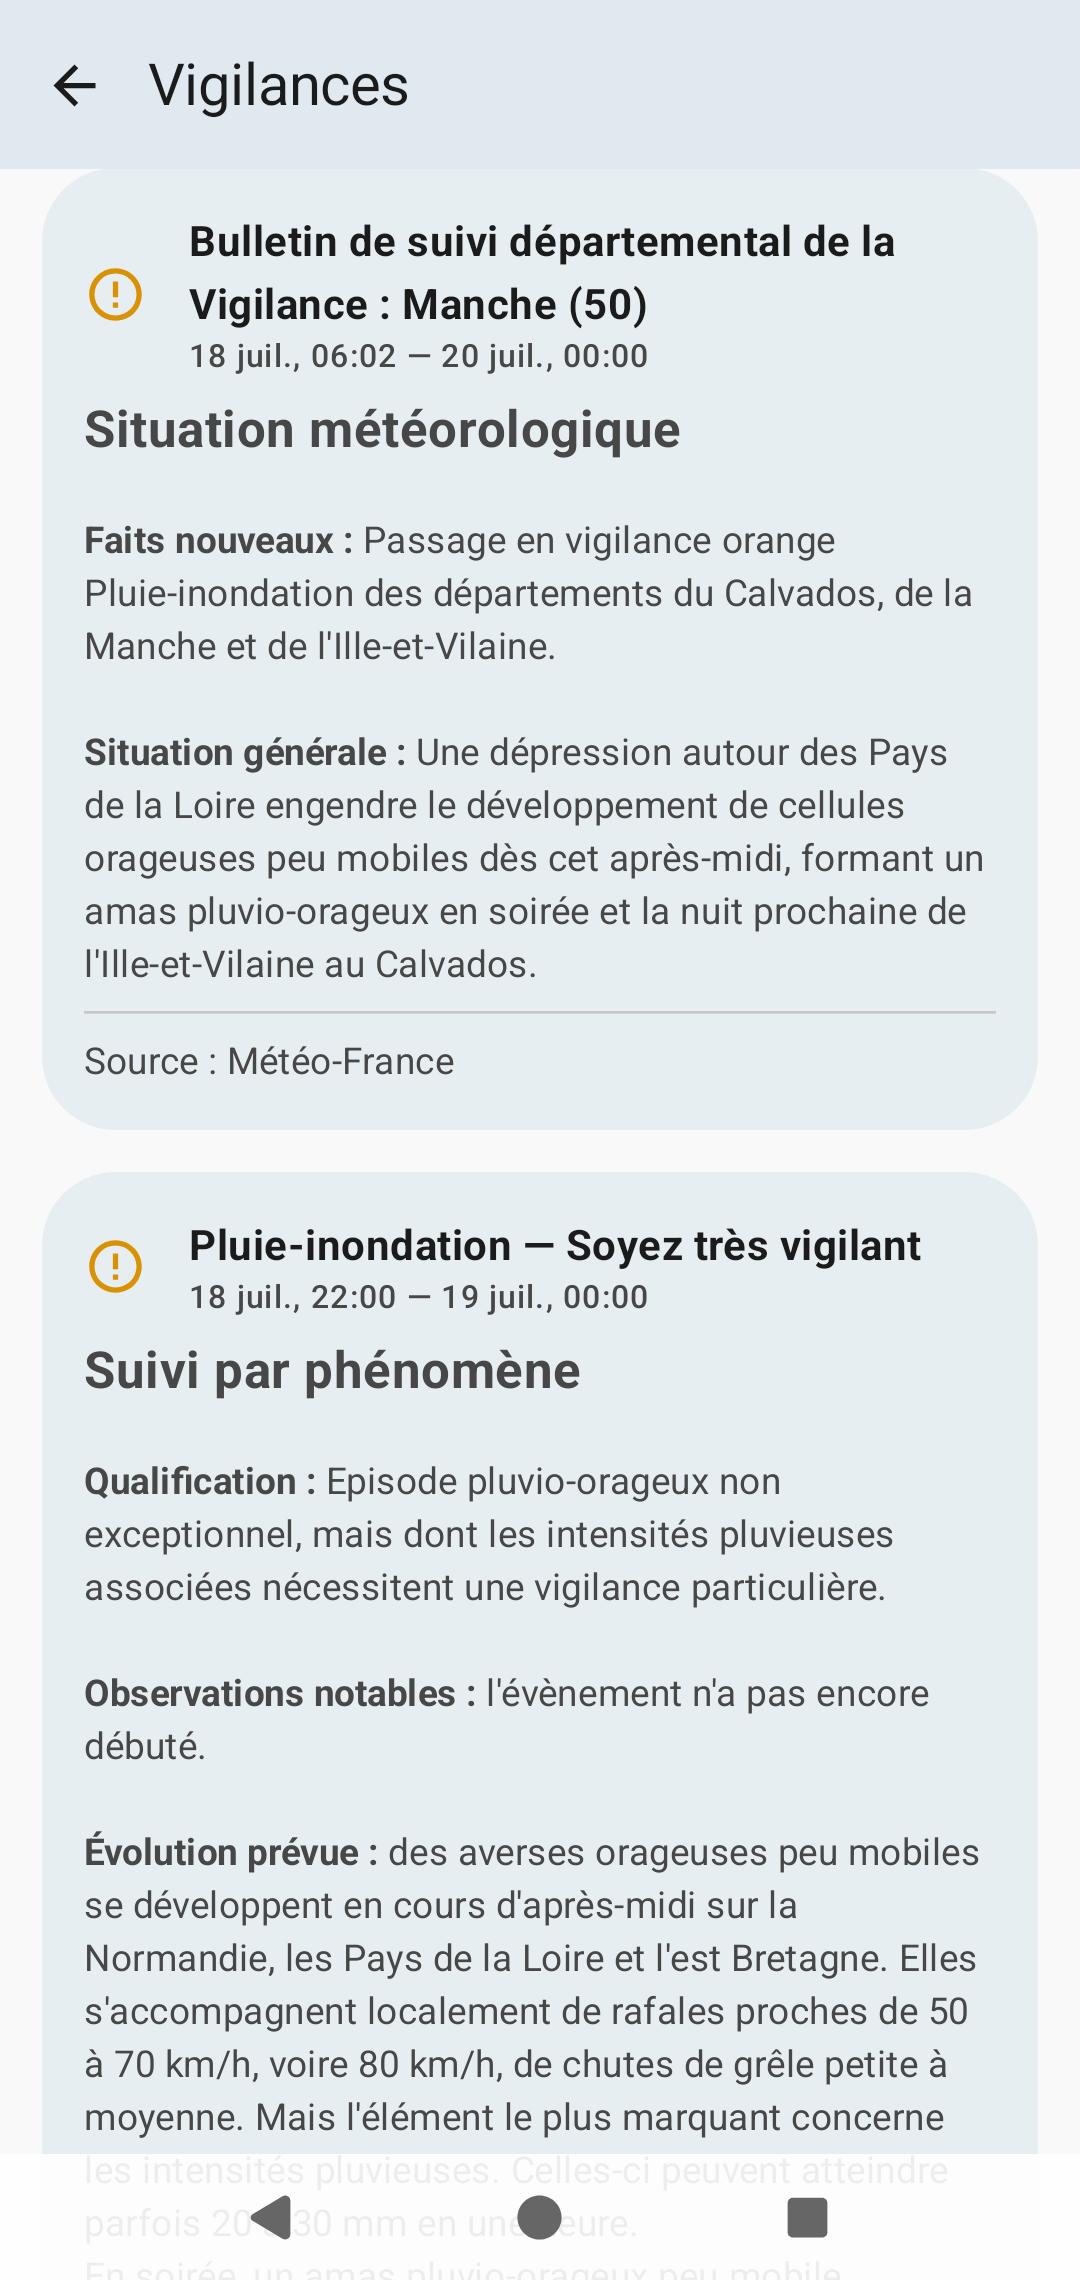 Vigilances
Bulletin de suivi départemental de la
Vigilance : Manche (50)
18 juil., 06:02 — 20 juil., 00:00
Situation météorologique
Faits nouveaux : Passage en vigilance orange
Pluie-inondation des départements du Calvados, de la
Manche et de l'Ille-et-Vilaine.
Situation générale : Une dépression autour des Pays
de la Loire engendre le développement de cellules
orageuses peu mobiles dès cet après-midi, formant un
amas pluvio-orageux en soirée et la nuit prochaine de
l'Ille-et-Vilaine au Calvados.
Source : Météo-France
Pluie-inondation — Soyez très vigilant
18 juil., 22:00 — 19 juil., 00:00
Suivi par phénomène
Qualification : Episode pluvio-orageux non
exceptionnel, mais dont les intensités pluvieuses
associées nécessitent une vigilance particulière.
Observations notables : l'évènement n'a pas encore
débuté.
Évolution prévue : des averses orageuses peu mobiles
se développent en cours d'après-midi sur la
Normandie, les Pays de la Loire et l'est Bretagne. Elles
s'accompagnent localement de rafales proches de 50
à 70 km/h, voire 80 km/h, de chutes de grêle petite à
moyenne. Mais l'élément le plus marquant concerne
les intensités pluvieuses. Celles-ci peuvent atteindre
parfois 20 30 mm en une
En soirée, un amas pluvio-orageux peu mobile